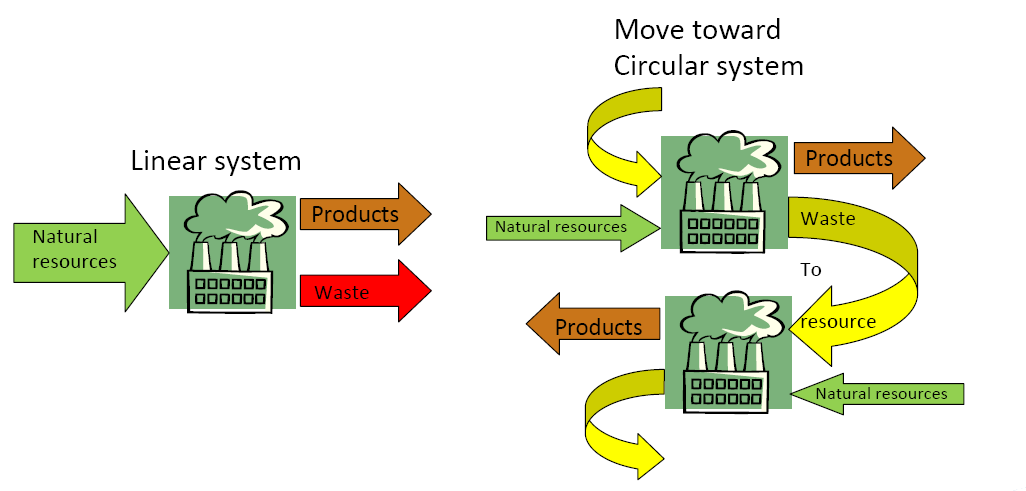 Linear system
Natural
resources
Products
Waste
Move toward
Circular system
Products
Natural resources
Waste
To
resource
Products
Natural resources